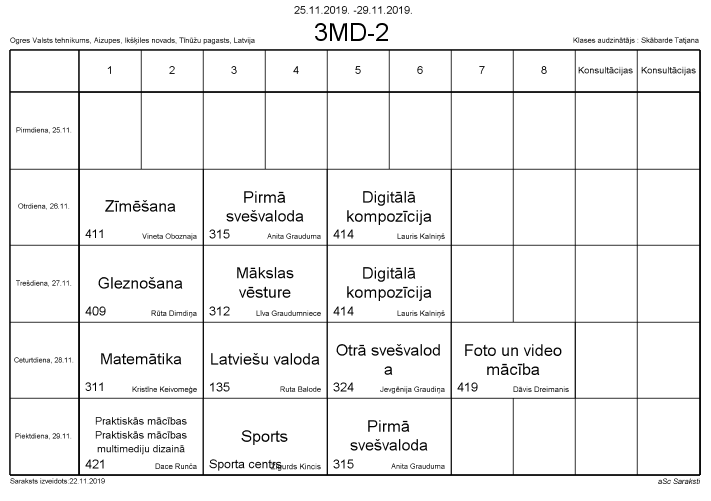 25.11.2019. -29.11.2019.
Ogres Valsts tehnikums, Aizupes, Ikšķiles novads, Tīnūžu pagasts, Latvija
3MD-2
Klases audzinātājs : Skābarde Tatjana
1 2 3 4 5 6 7 8 Konsultācijas Konsultācijas
Pirmdiena, 25.11.
Otrdiena, 26.11.
Zīmēšana
411 Vineta Oboznaja
Pirmā
svešvaloda
315 Anita Grauduma
Digitālā
kompozīcija
414 Lauris Kalniņš
Trešdiena, 27.11.
Gleznošana
409 Rūta Dimdiņa
Mākslas
vēsture
312 Līva Graudumniece
Digitālā
kompozīcija
414 Lauris Kalniņš
Ceturtdiena, 28.11.
Matemātika
311 Kristīne Keivomeģe
Latviešu valoda
135 Ruta Balode
Otrā svešvalod
a
324 Jevgēnija Graudiņa
Foto un video
mācība
419 Dāvis Dreimanis
Piektdiena, 29.11.
Praktiskās mācības
Praktiskās mācības
multimediju dizainā
421 Dace Runča
Sports
Sporta centrs Zigurds Kincis
Pirmā
svešvaloda
315 Anita Grauduma
Saraksts izveidots:22.11.2019
aSc Saraksti